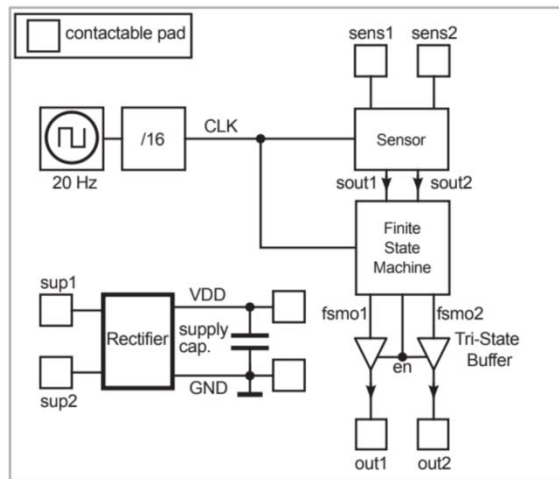 contactable pad
sens1
sens2
CLK
/16
Sensor
20 Hz
sout1
sout2
Finite
State
Machine
sup1
VDD
fsmo1
fsmo2
Rectifier
supply
cap.
Tri-State
Buffer
en
sup2
GND
out1
out2